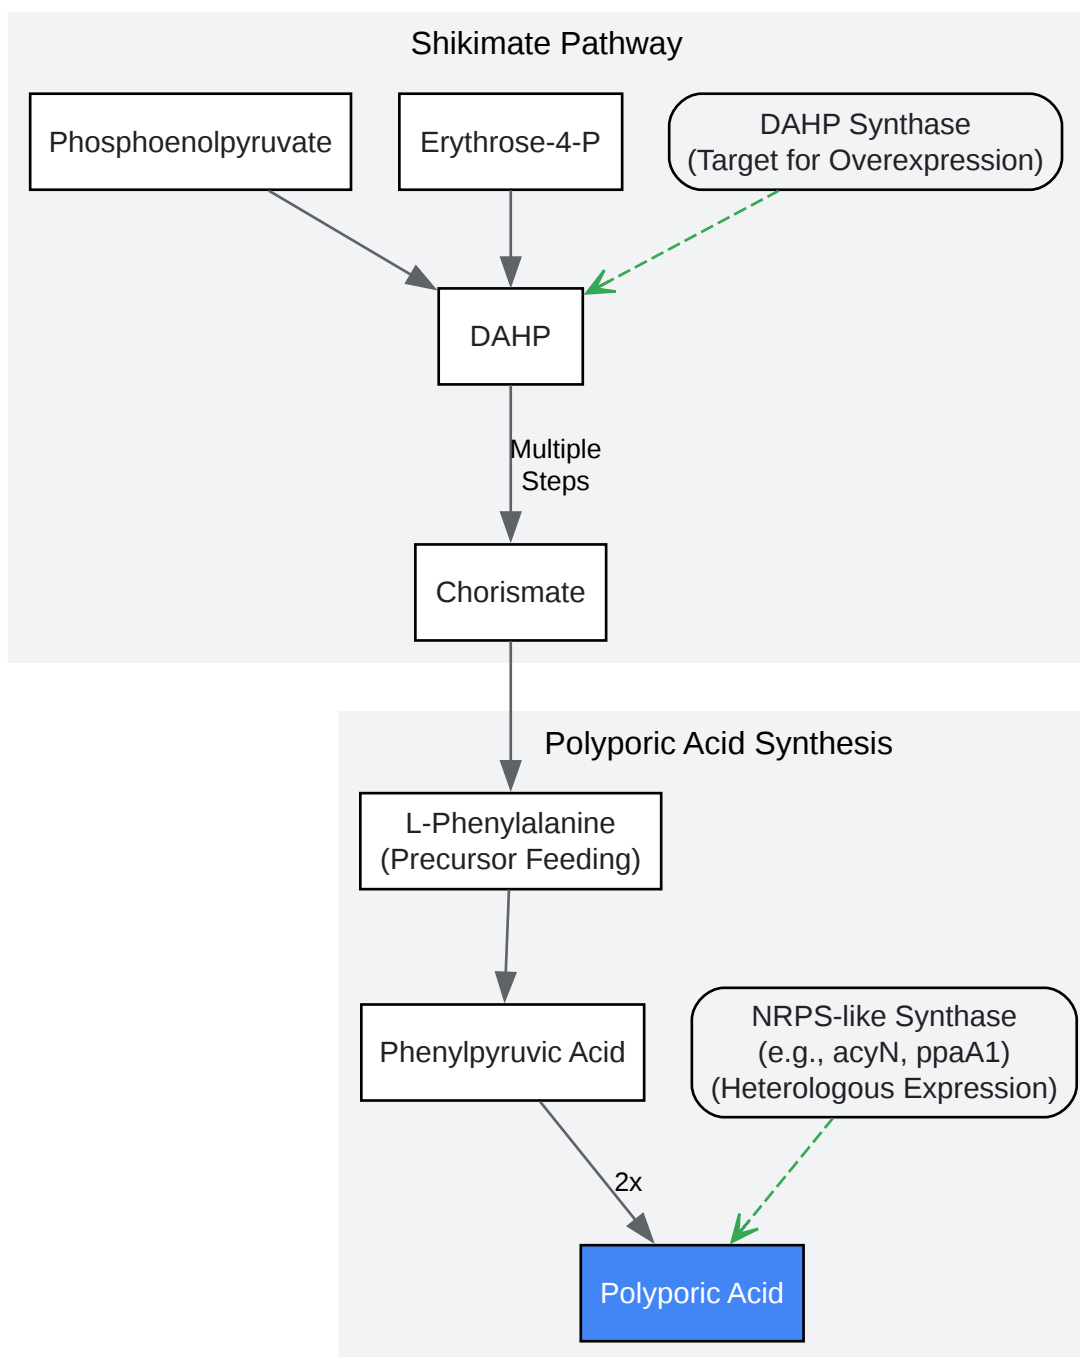 Shikimate Pathway
Phosphoenolpyruvate
Erythrose-4-P
DAHP Synthase
(Target for Overexpression)
DAHP
Multiple
Steps
Chorismate
Polyporic Acid Synthesis
L-Phenylalanine
(Precursor Feeding)
Phenylpyruvic Acid
NRPS-like Synthase
(e.g., acyN, ppaA1)
(Heterologous Expression)
2x
Polyporic Acid